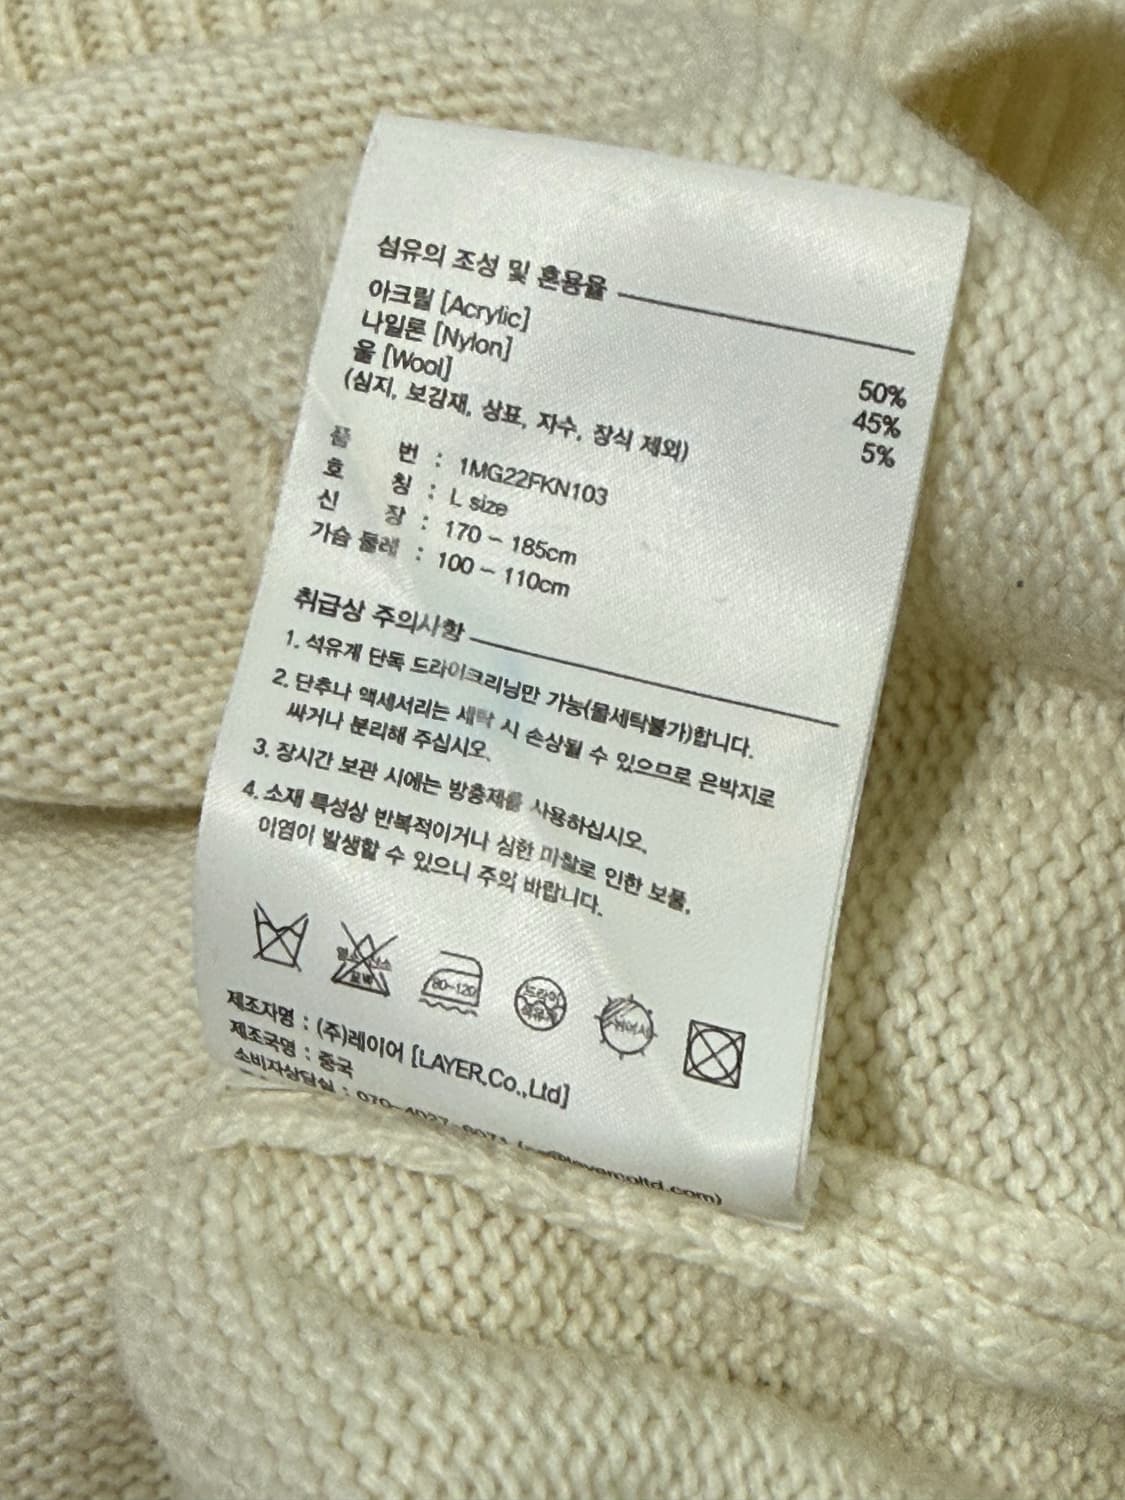 섬유의 조성 및 혼용율
아크릴 [Acrylic] 50%
나일론 [Nylon] 45%
울 [Wool] 5%
(심지, 보강재, 상표, 자수, 장식 제외)
품 번 : 1MG22FKN103
호 칭 : L size
신 장 : 170 - 185cm
가슴 둘레 : 100 - 110cm
취급상 주의사항
1. 석유계 단독 드라이크리닝만 가능(물세탁불가)합니다.
2. 단추나 액세서리는 세탁 시 손상될 수 있으므로 은박지로
싸거나 분리해 주십시오.
3. 장시간 보관 시에는 방충제를 사용하십시오.
4. 소재 특성상 반복적이거나 심한 마찰로 인한 보풀,
이염이 발생할 수 있으니 주의 바랍니다.
80~120
드라이
석유계
뉘여서
제조자명 : (주)레이어 [LAYER.Co.,Ltd]
제조국명 : 중국
소비자상담실 :